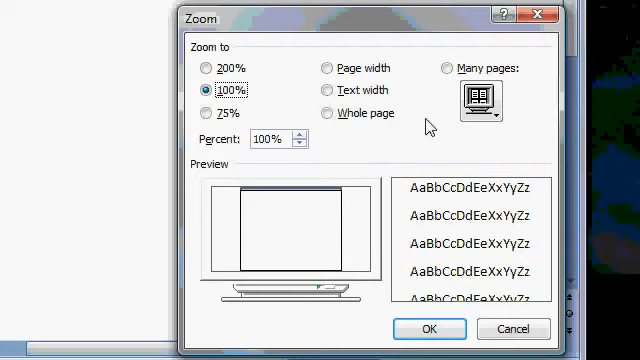 Zoom
Zoom to
200% Page width Many pages:
100% Text width
75% Whole page
Percent: 100%
Preview
AaBbCcDdEeXxYyZz
AaBbCcDdEeXxYyZz
AaBbCcDdEeXxYyZz
AaBbCcDdEeXxYyZz
AaBbCcDdEeXxYyZz
OK Cancel